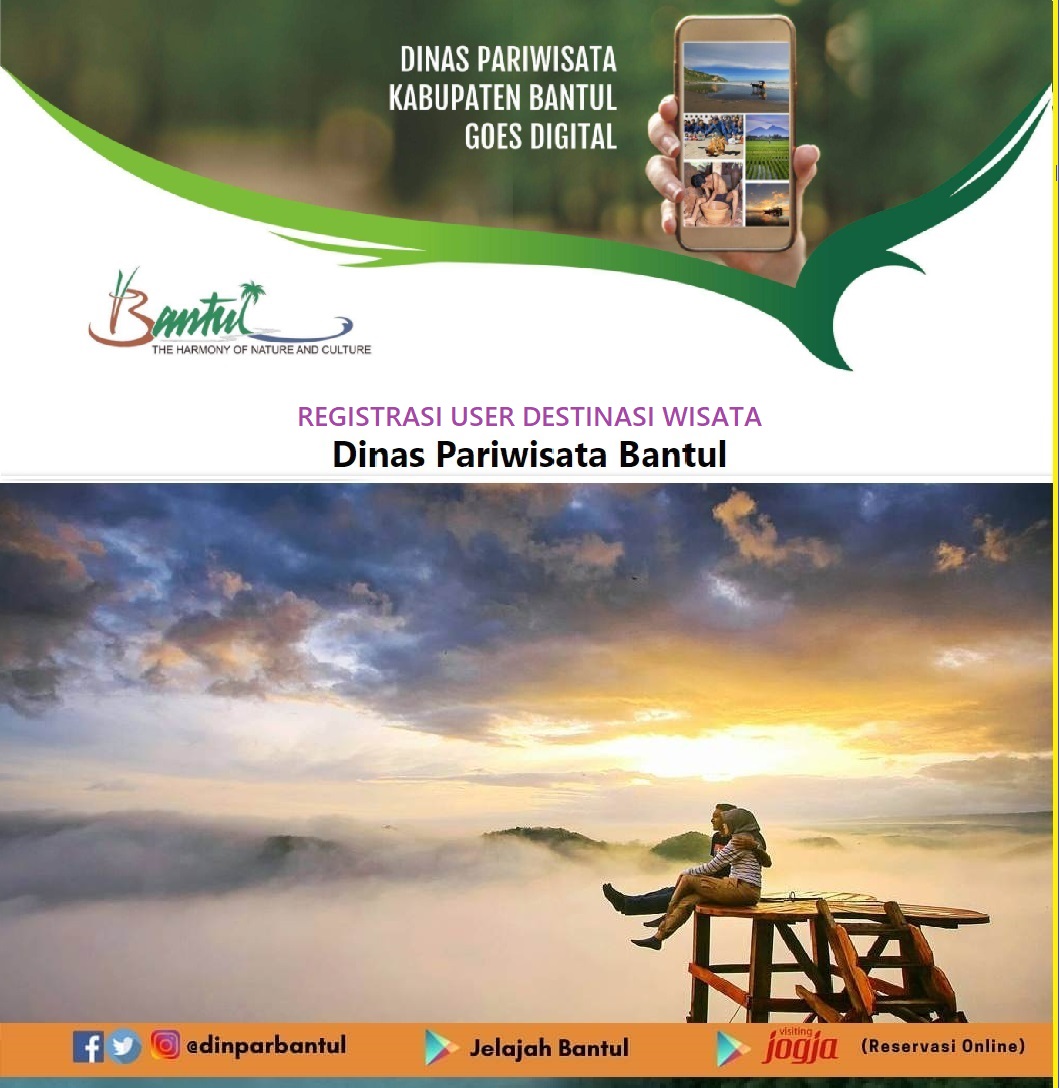 DINAS PARIWISATA
KABUPATEN BANTUL
GOES DIGITAL
Bantul
THE HARMONY OF NATURE AND CULTURE
REGISTRASI USER DESTINASI WISATA
Dinas Pariwisata Bantul
@dinparbantul
Jelajah Bantul
visiting
jogja
(Reservasi Online)